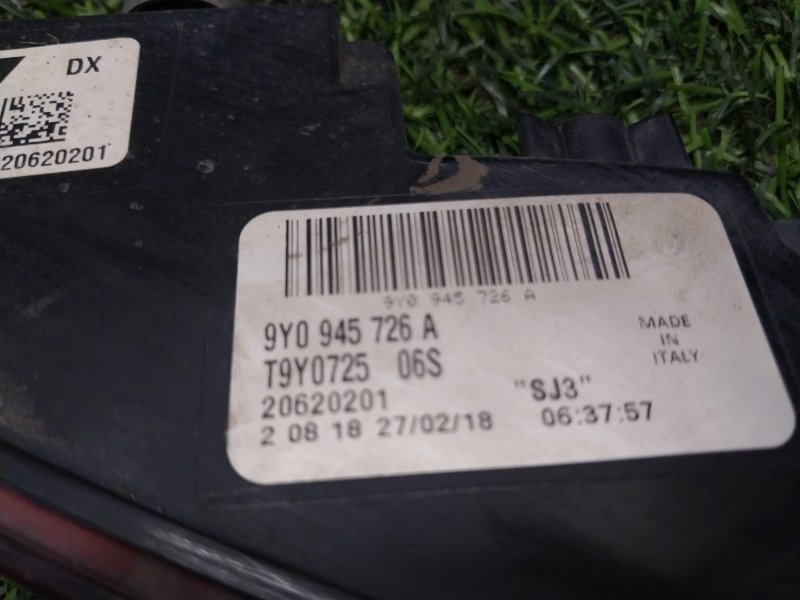 DX
20620201
9Y0 945 726 A
9Y0 945 726 A
T9Y0725 06S
20620201
2 08 18 27/02/18
"SJ3"
06:37:57
MADE
IN
ITALY